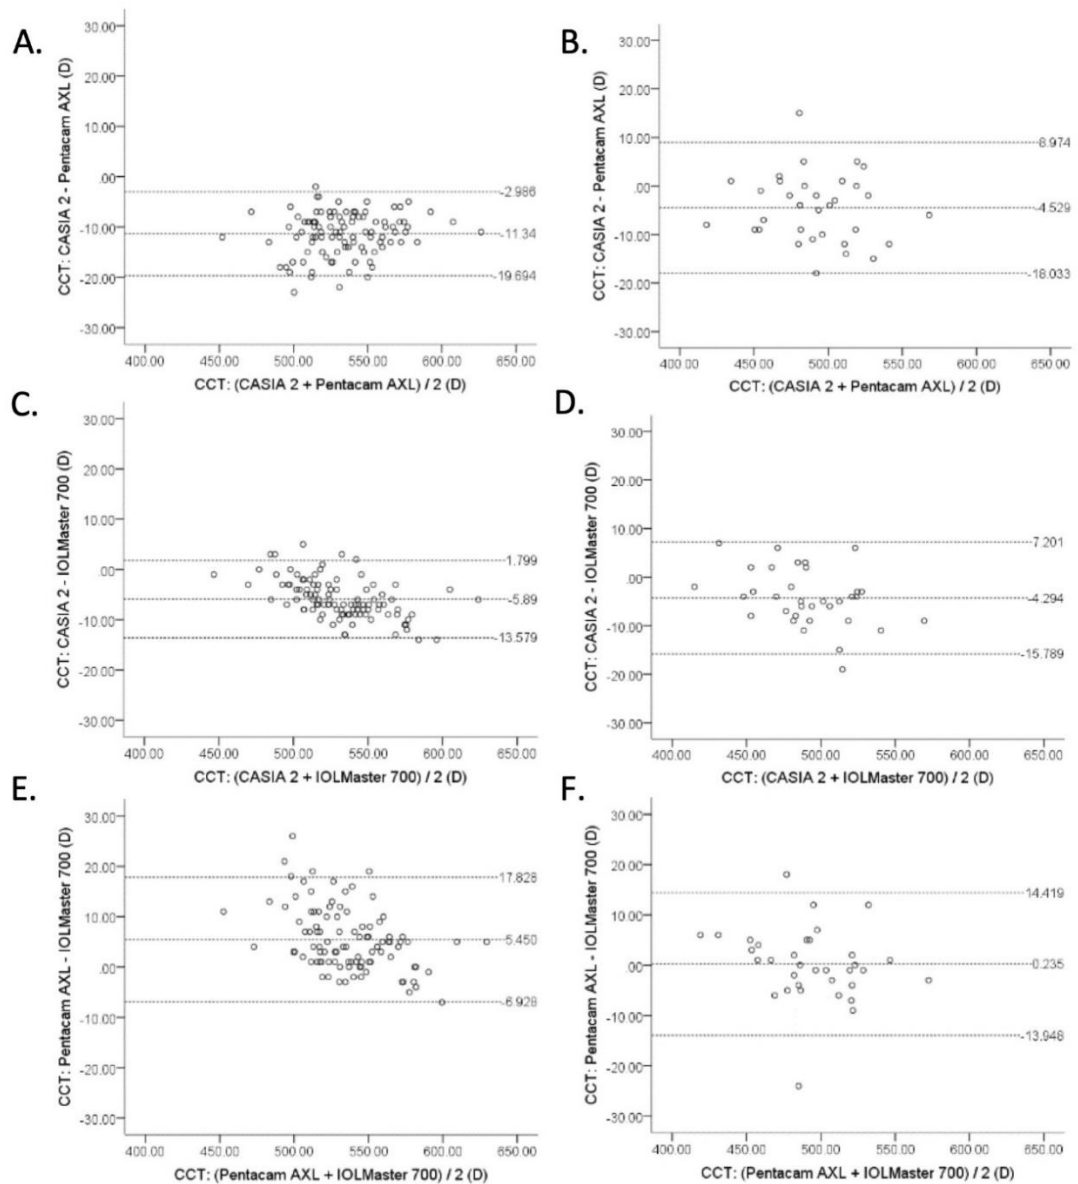 A.
CCT: CASIA 2 - Pentacam AXL (D)
30.00
20.00
10.00
.00
-10.00
-20.00
-30.00
-2.986
-11.34
-19.694
400.00 450.00 500.00 550.00 600.00 650.00
CCT: (CASIA 2 + Pentacam AXL) / 2 (D)
B.
CCT: CASIA 2 - Pentacam AXL (D)
30.00
20.00
10.00
.00
-10.00
-20.00
-30.00
8.974
-4.529
-18.033
400.00 450.00 500.00 550.00 600.00 650.00
CCT: (CASIA 2 + Pentacam AXL) / 2 (D)
C.
CCT: CASIA 2 - IOLMaster 700 (D)
30.00
20.00
10.00
.00
-10.00
-20.00
-30.00
1.799
-5.89
-13.579
400.00 450.00 500.00 550.00 600.00 650.00
CCT: (CASIA 2 + IOLMaster 700) / 2 (D)
D.
CCT: CASIA 2 - IOLMaster 700 (D)
30.00
20.00
10.00
.00
-10.00
-20.00
-30.00
7.201
-4.294
-15.789
400.00 450.00 500.00 550.00 600.00 650.00
CCT: (CASIA 2 + IOLMaster 700) / 2 (D)
E.
CCT: Pentacam AXL - IOLMaster 700 (D)
30.00
20.00
10.00
.00
-10.00
-20.00
-30.00
17.828
5.450
-6.928
400.00 450.00 500.00 550.00 600.00 650.00
CCT: (Pentacam AXL + IOLMaster 700) / 2 (D)
F.
CCT: Pentacam AXL - IOLMaster 700 (D)
30.00
20.00
10.00
.00
-10.00
-20.00
-30.00
14.419
0.235
-13.948
400.00 450.00 500.00 550.00 600.00 650.00
CCT: (Pentacam AXL + IOLMaster 700) / 2 (D)